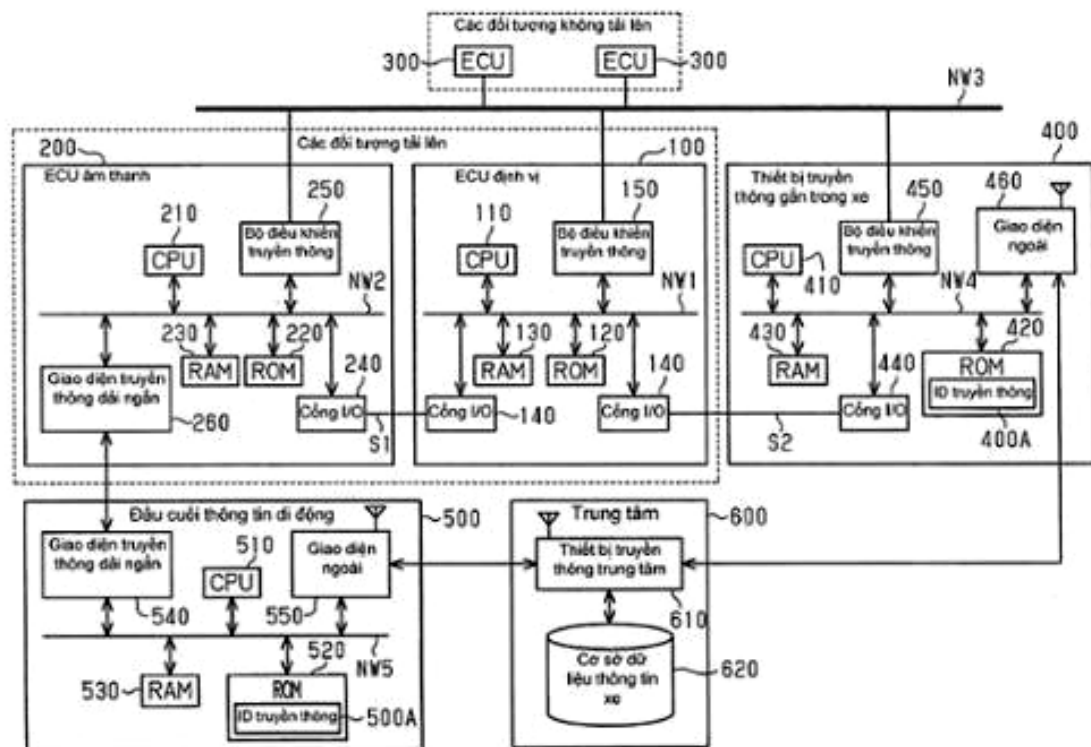 Các đối tượng không tải lên
300 ECU ECU 300
NW3
Các đối tượng tải lên
200
ECU âm thanh
250
210
Bộ điều khiển
truyền thông
CPU
NW2
230 220
RAM ROM 240
Giao diện truyền
thông dải ngắn
Cổng I/O
260
S1
100
ECU định vị
150
110
Bộ điều khiển
truyền thông
CPU
NW1
130 120
RAM ROM 140
Cổng I/O Cổng I/O
140
S2
400
Thiết bị truyền
thông gắn trong xe
460
450
Giao diện
ngoài
Bộ điều khiển
truyền thông
CPU
410
NW4
430 420
RAM 440 ROM
ID truyền thông
Cổng I/O
400A
Đầu cuối thông tin di động
500
Giao diện truyền
thông dải ngắn
510
Giao diện
ngoài
CPU
540 550
NW5
520
530 RAM ROM
ID truyền thông 500A
Trung tâm
600
Thiết bị truyền
thông trung tâm
610
Cơ sở dữ
liệu thông tin
xe
620